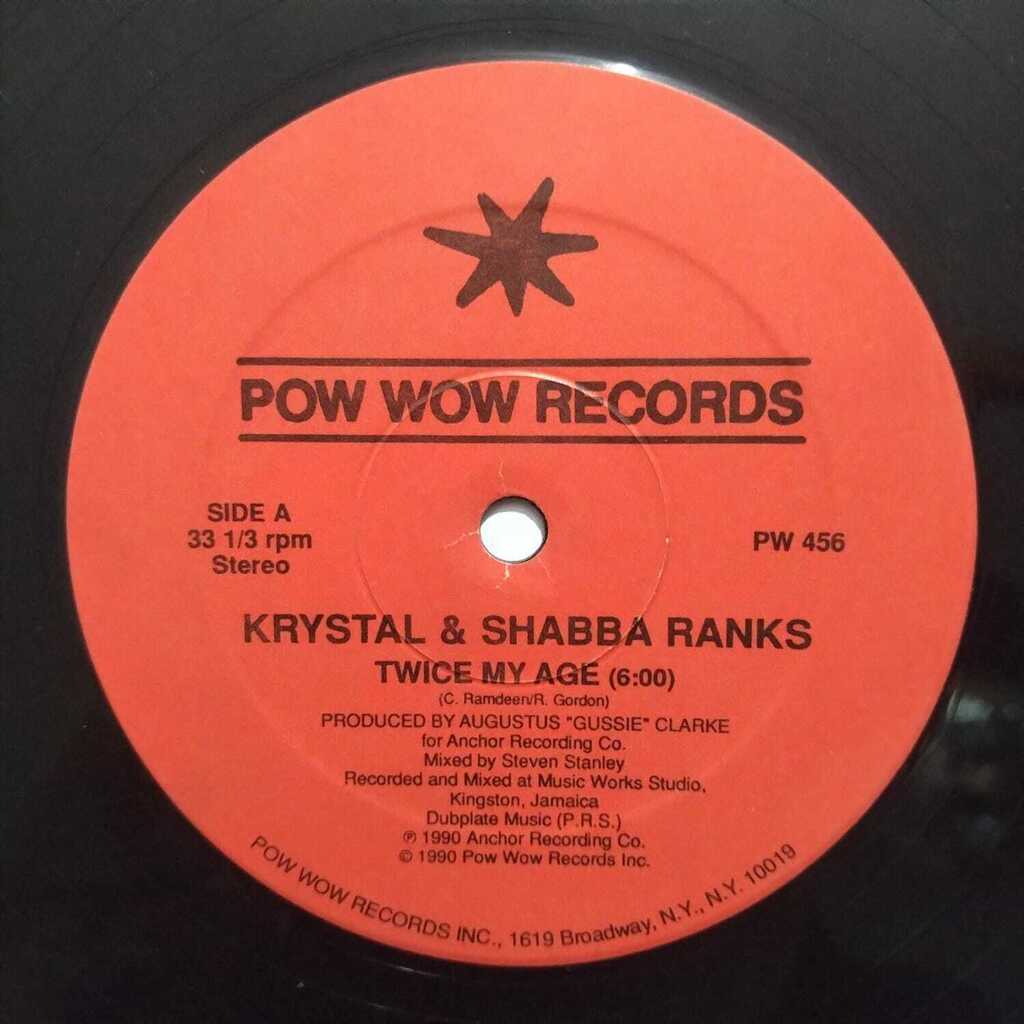 POW WOW RECORDS
SIDE A
33 1/3 rpm
Stereo
PW 456
KRYSTAL & SHABBA RANKS
TWICE MY AGE (6:00)
(C. Ramdeen/R. Gordon)
PRODUCED BY AUGUSTUS "GUSSIE" CLARKE
for Anchor Recording Co.
Mixed by Steven Stanley
Recorded and Mixed at Music Works Studio,
Kingston, Jamaica
Dubplate Music (P.R.S.)
℗ 1990 Anchor Recording Co.
© 1990 Pow Wow Records Inc.
POW WOW RECORDS INC., 1619 Broadway, N.Y., N.Y. 10019